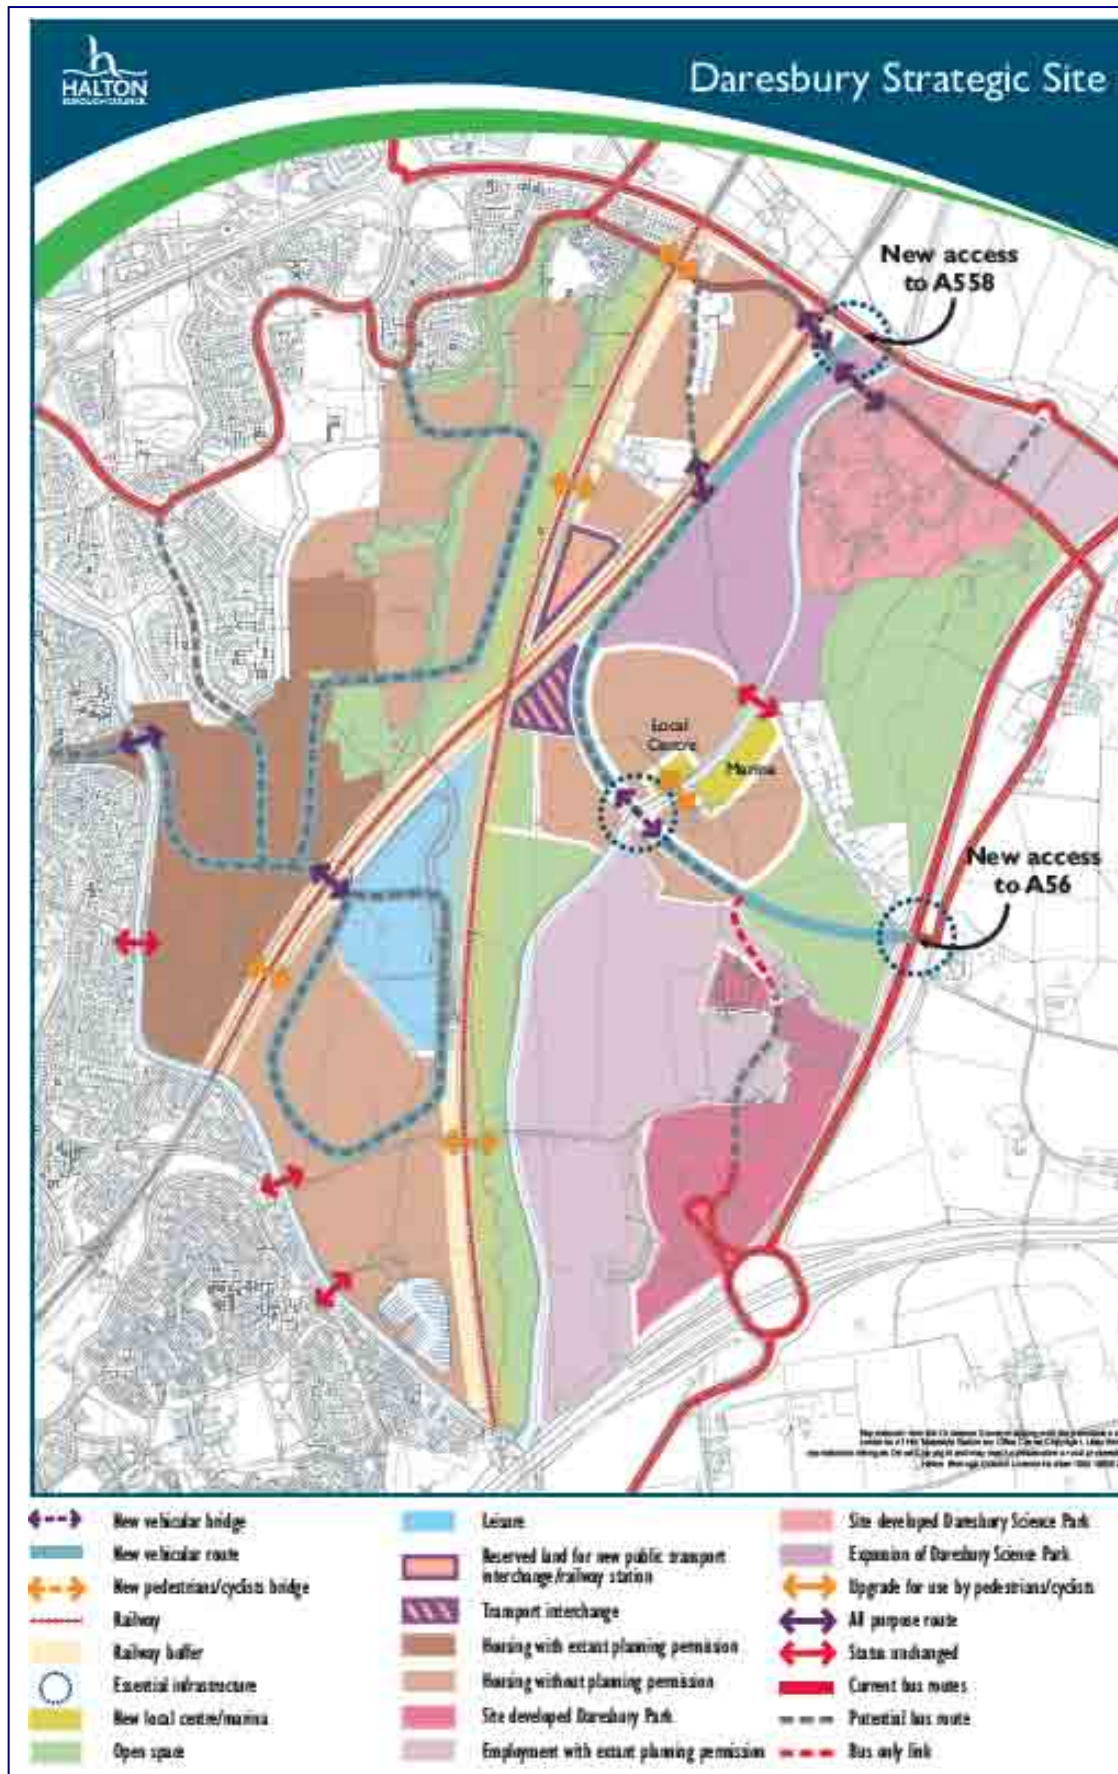 HALTON
BOROUGH COUNCIL
Daresbury Strategic Site
New access
to A558
Local
Centre
Marina
New access
to A56
New vehicular bridge
New vehicular route
New pedestrians/cyclists bridge
Railway
Railway buffer
Essential infrastructure
New local centre/marina
Open space
Leisure
Reserved land for new public transport
interchange/railway station
Transport interchange
Housing with extant planning permission
Housing without planning permission
Site developed Daresbury Park
Employment with extant planning permission
Site developed Daresbury Science Park
Expansion of Daresbury Science Park
Upgrade for use by pedestrians/cyclists
All purpose route
Status unchanged
Current bus routes
Potential bus route
Bus only link